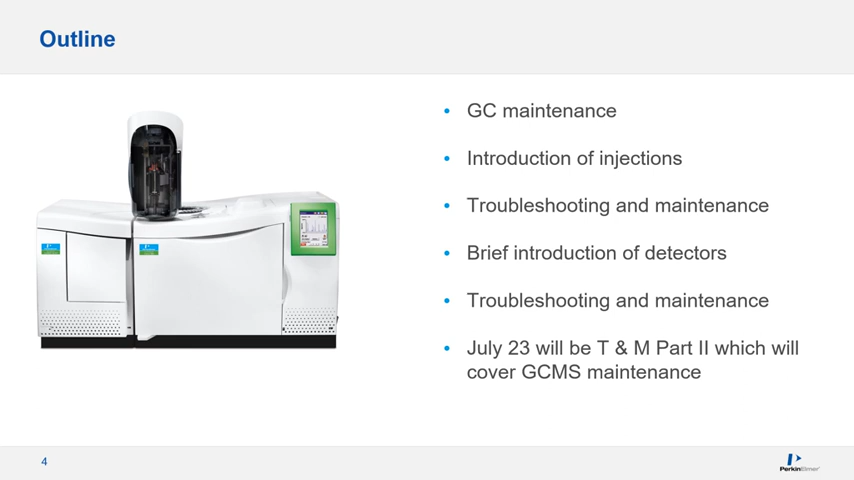 Outline
• GC maintenance
• Introduction of injections
• Troubleshooting and maintenance
• Brief introduction of detectors
• Troubleshooting and maintenance
• July 23 will be T & M Part II which will
cover GCMS maintenance
4
PerkinElmer